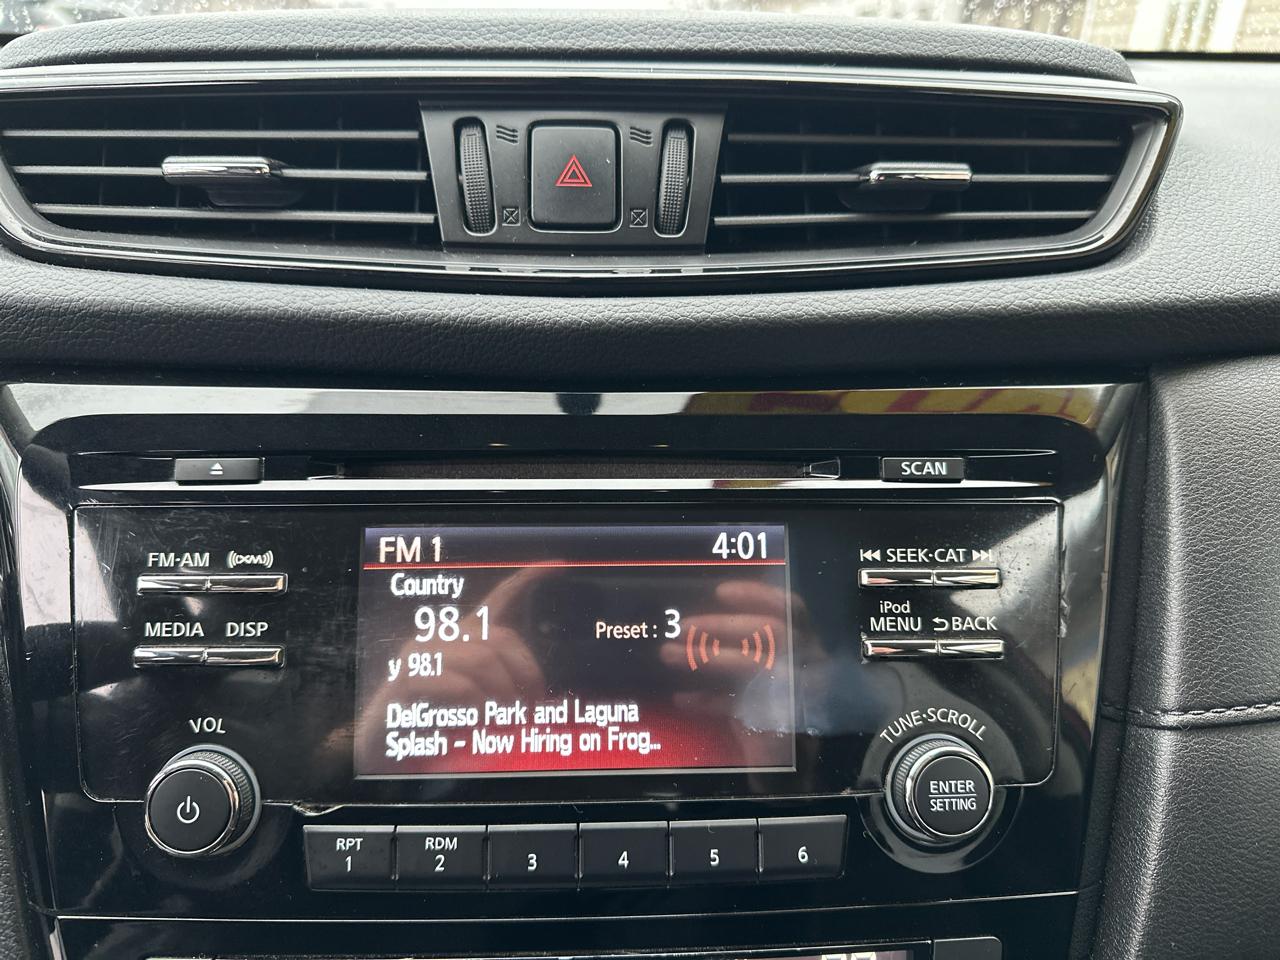 SCAN
FM·AM ((XM))
MEDIA DISP
VOL
FM 1 4:01
Country
98.1
Preset : 3
y 98.1
DelGrosso Park and Laguna
Splash - Now Hiring on Frog...
SEEK·CAT
iPod
MENU BACK
TUNE·SCROLL
ENTER
SETTING
RPT
1
RDM
2
3
4
5
6